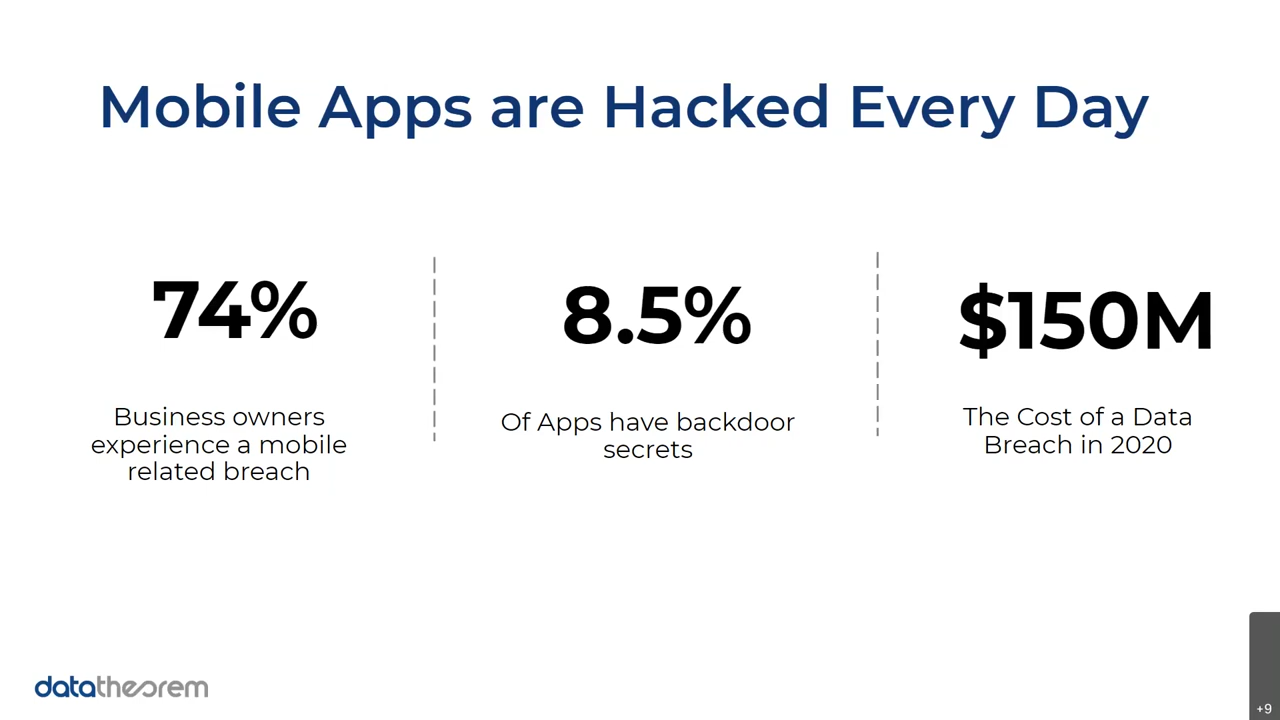 Mobile Apps are Hacked Every Day
74%
Business owners
experience a mobile
related breach
8.5%
Of Apps have backdoor
secrets
$150M
The Cost of a Data
Breach in 2020
datatheorem
+9